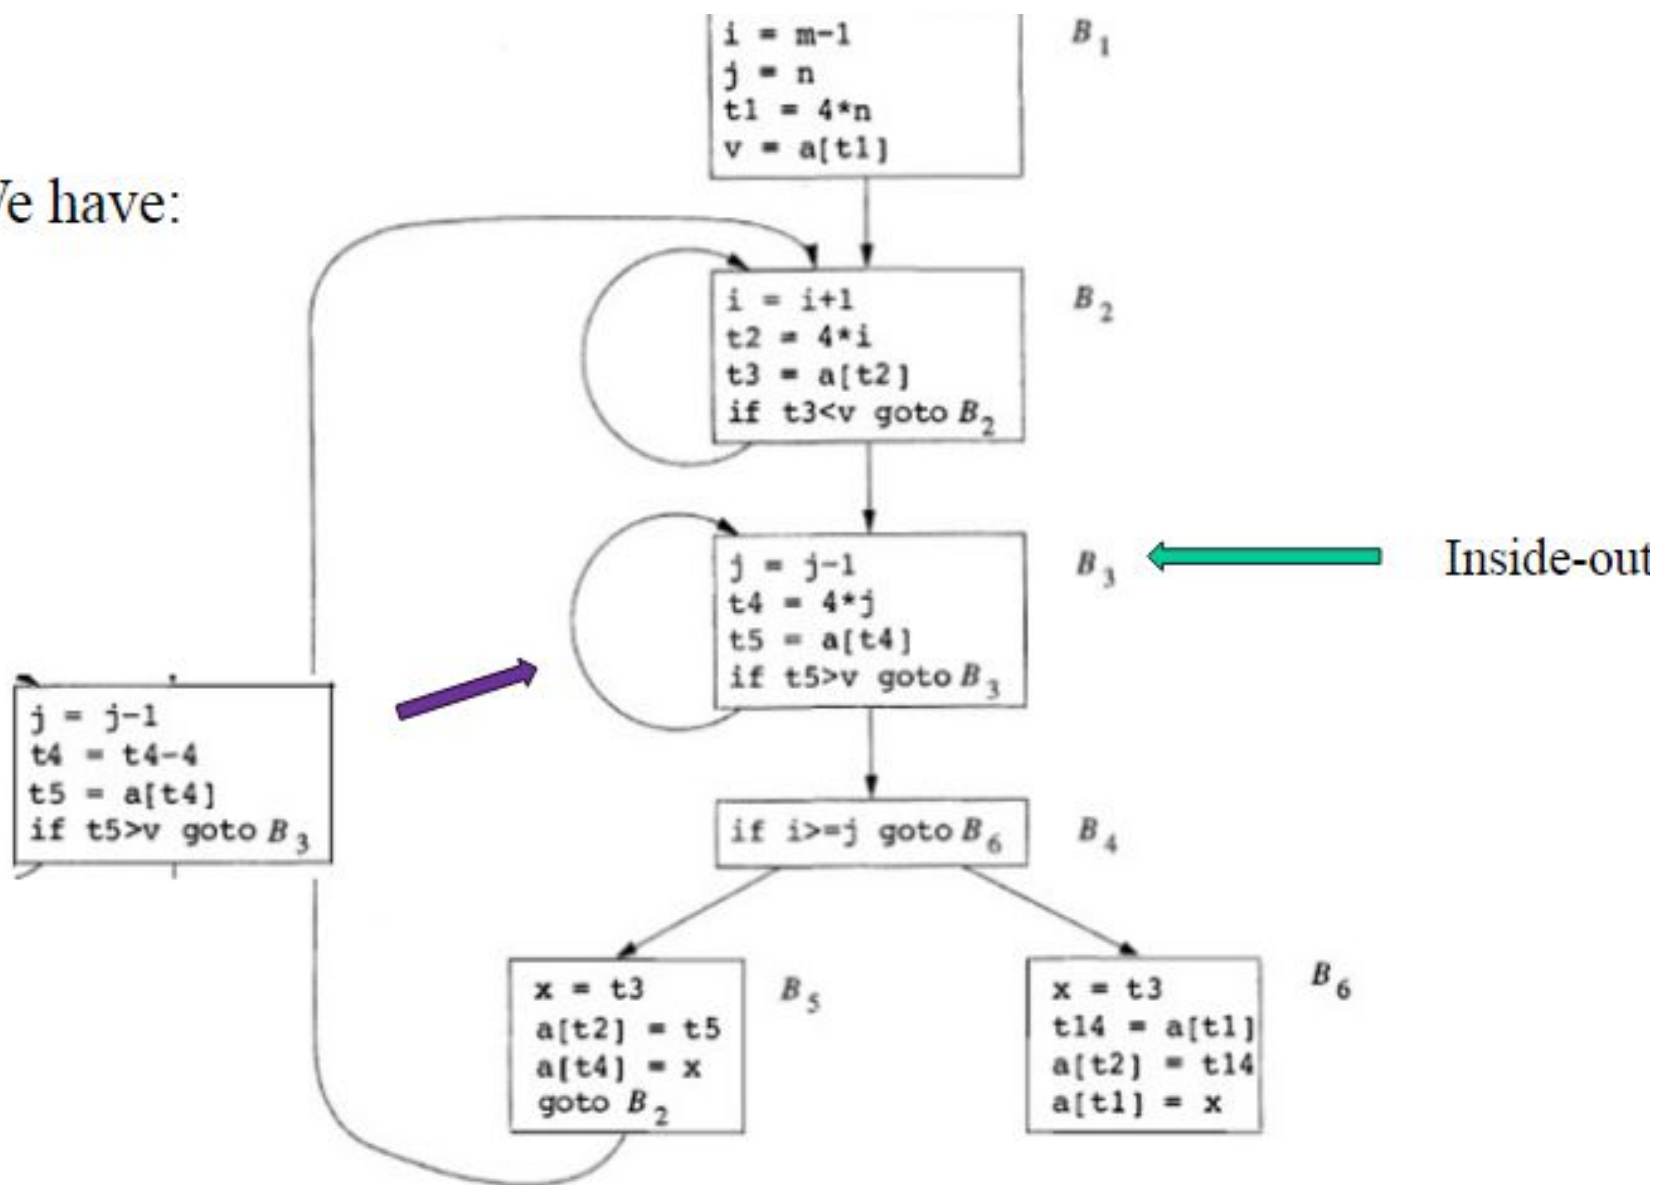 i = m-1
j = n
t1 = 4*n
v = a[t1]
B1
e have:
i = i+1
t2 = 4*i
t3 = a[t2]
if t3<v goto B2
B2
j = j-1
t4 = 4*j
t5 = a[t4]
if t5>v goto B3
B3
Inside-out
j = j-1
t4 = t4-4
t5 = a[t4]
if t5>v goto B3
if i>=j goto B6
B4
x = t3
a[t2] = t5
a[t4] = x
goto B2
B5
x = t3
t14 = a[t1]
a[t2] = t14
a[t1] = x
B6